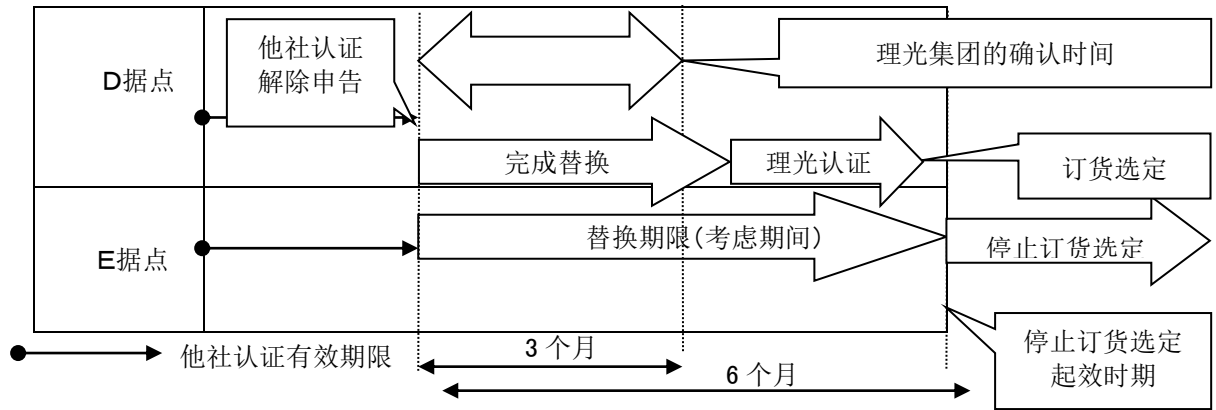 他社认证
解除申告
理光集团的确认时间
D据点
完成替换
理光认证
订货选定
E据点
替换期限(考虑期间)
停止订货选定
他社认证有效期限
3 个月
6 个月
停止订货选定
起效时期